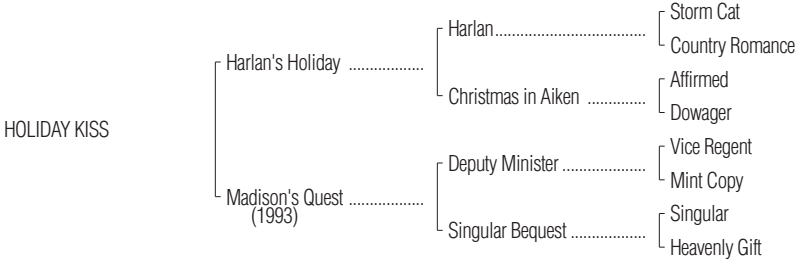 Storm Cat
Harlan....................................
Country Romance
Harlan's Holiday ..................
Affirmed
Christmas in Aiken ..............
Dowager
HOLIDAY KISS
Vice Regent
Deputy Minister ....................
Mint Copy
Madison's Quest ..................
(1993)
Singular
Singular Bequest ..................
Heavenly Gift